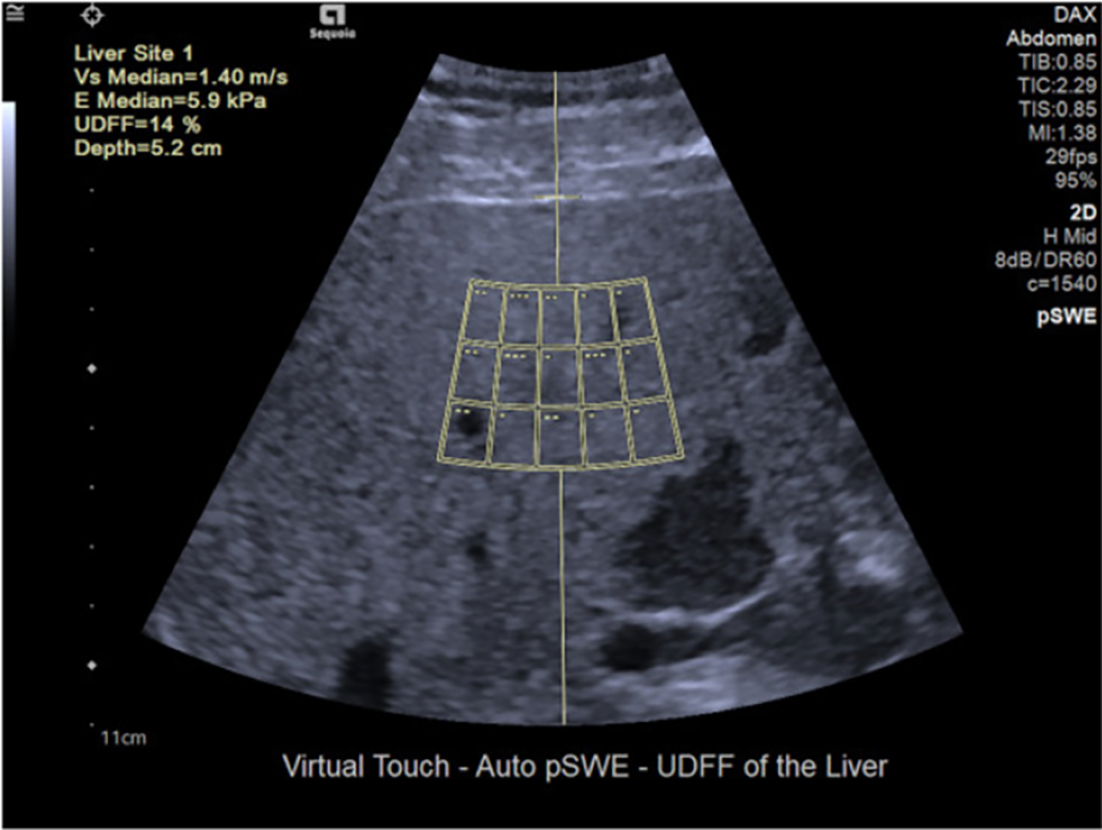 Sequoia
Liver Site 1
Vs Median=1.40 m/s
E Median=5.9 kPa
UDFF=14 %
Depth=5.2 cm
DAX
Abdomen
TIB:0.85
TIC:2.29
TIS:0.85
MI:1.38
29fps
95%
2D
H Mid
8dB/DR60
c=1540
pSWE
11cm
Virtual Touch - Auto pSWE - UDFF of the Liver